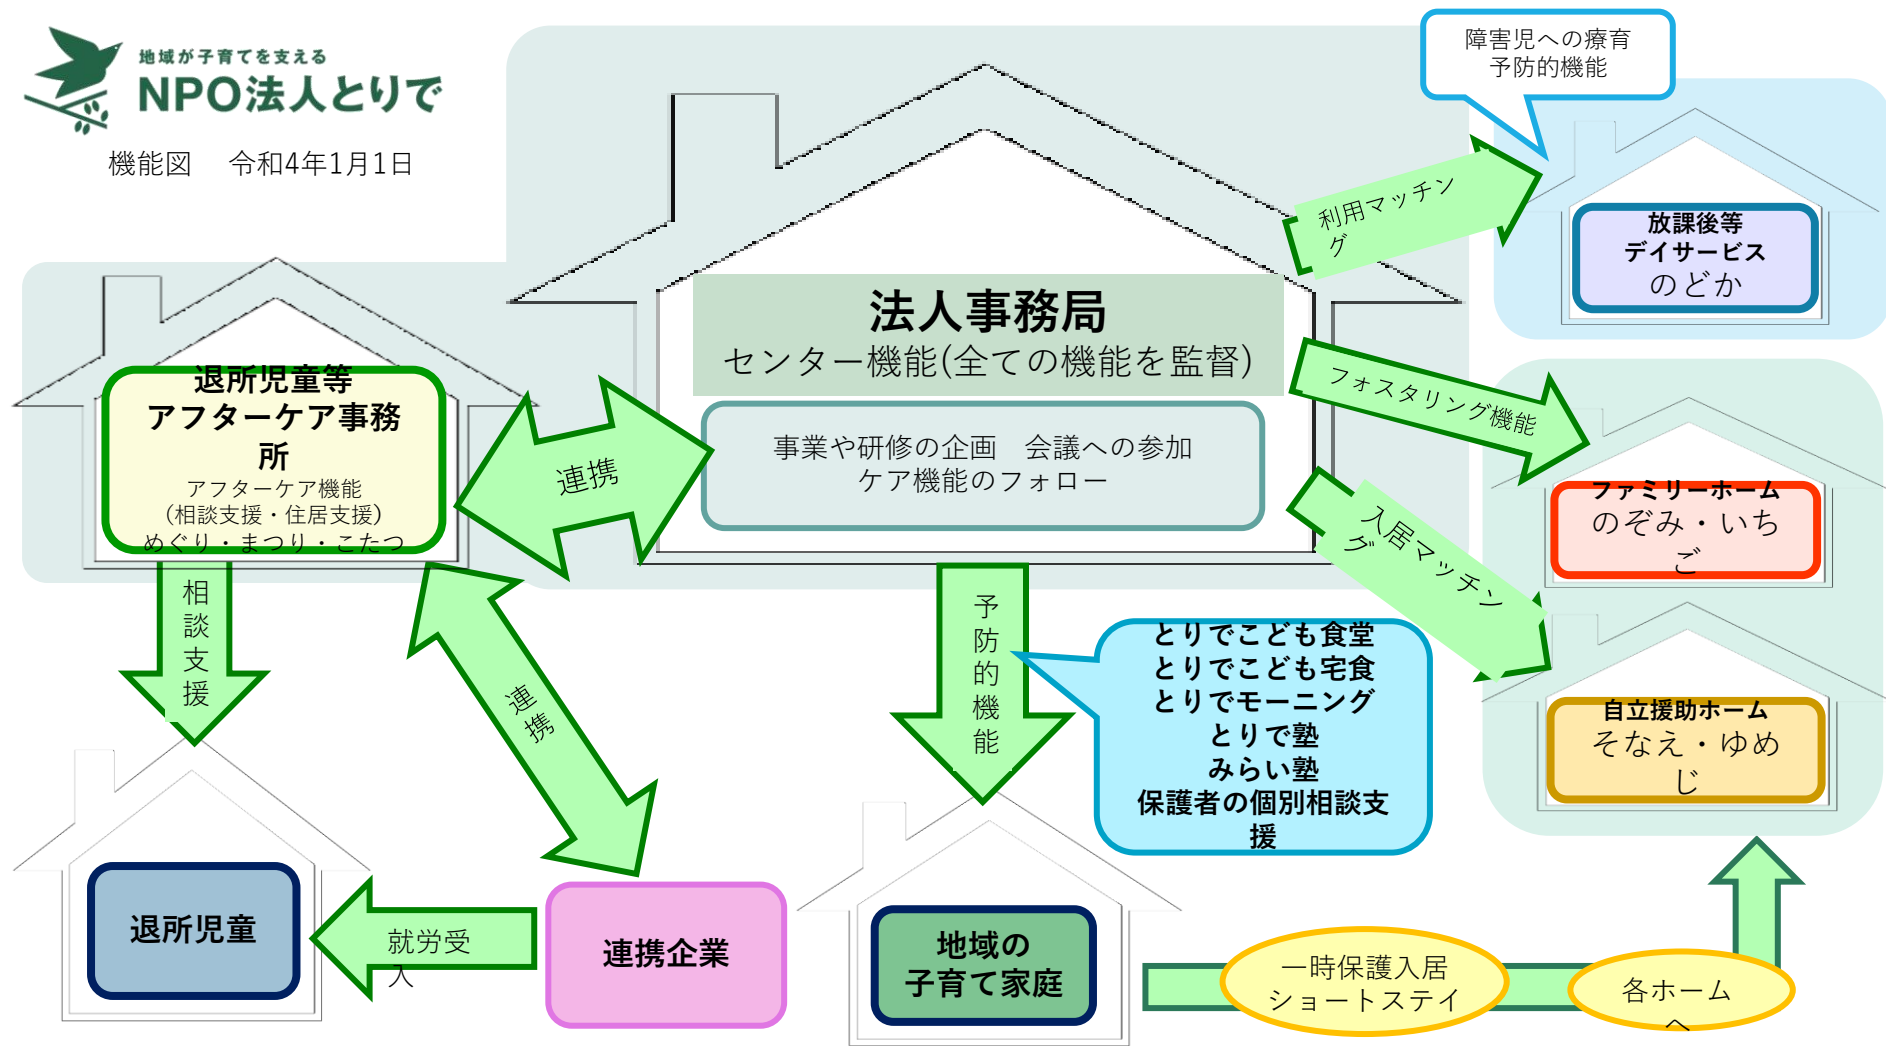 地域が子育てを支える
NPO法人とりで
機能図　令和4年1月1日
障害児への療育
予防的機能
利用マッチン
グ
放課後等
デイサービス
のどか
法人事務局
センター機能(全ての機能を監督)
事業や研修の企画　会議への参加
ケア機能のフォロー
フォスタリング機能
ファミリーホーム
のぞみ・いち
ご
入居マッチン
グ
自立援助ホーム
そなえ・ゆめ
じ
退所児童等
アフターケア事務
所
アフターケア機能
（相談支援・住居支援）
めぐり・まつり・こたつ
連携
相
談
支
援
連
携
予
防
的
機
能
とりでこども食堂
とりでこども宅食
とりでモーニング
とりで塾
みらい塾
保護者の個別相談支
援
退所児童
就労受
入
連携企業
地域の
子育て家庭
一時保護入居
ショートステイ
各ホーム
へ